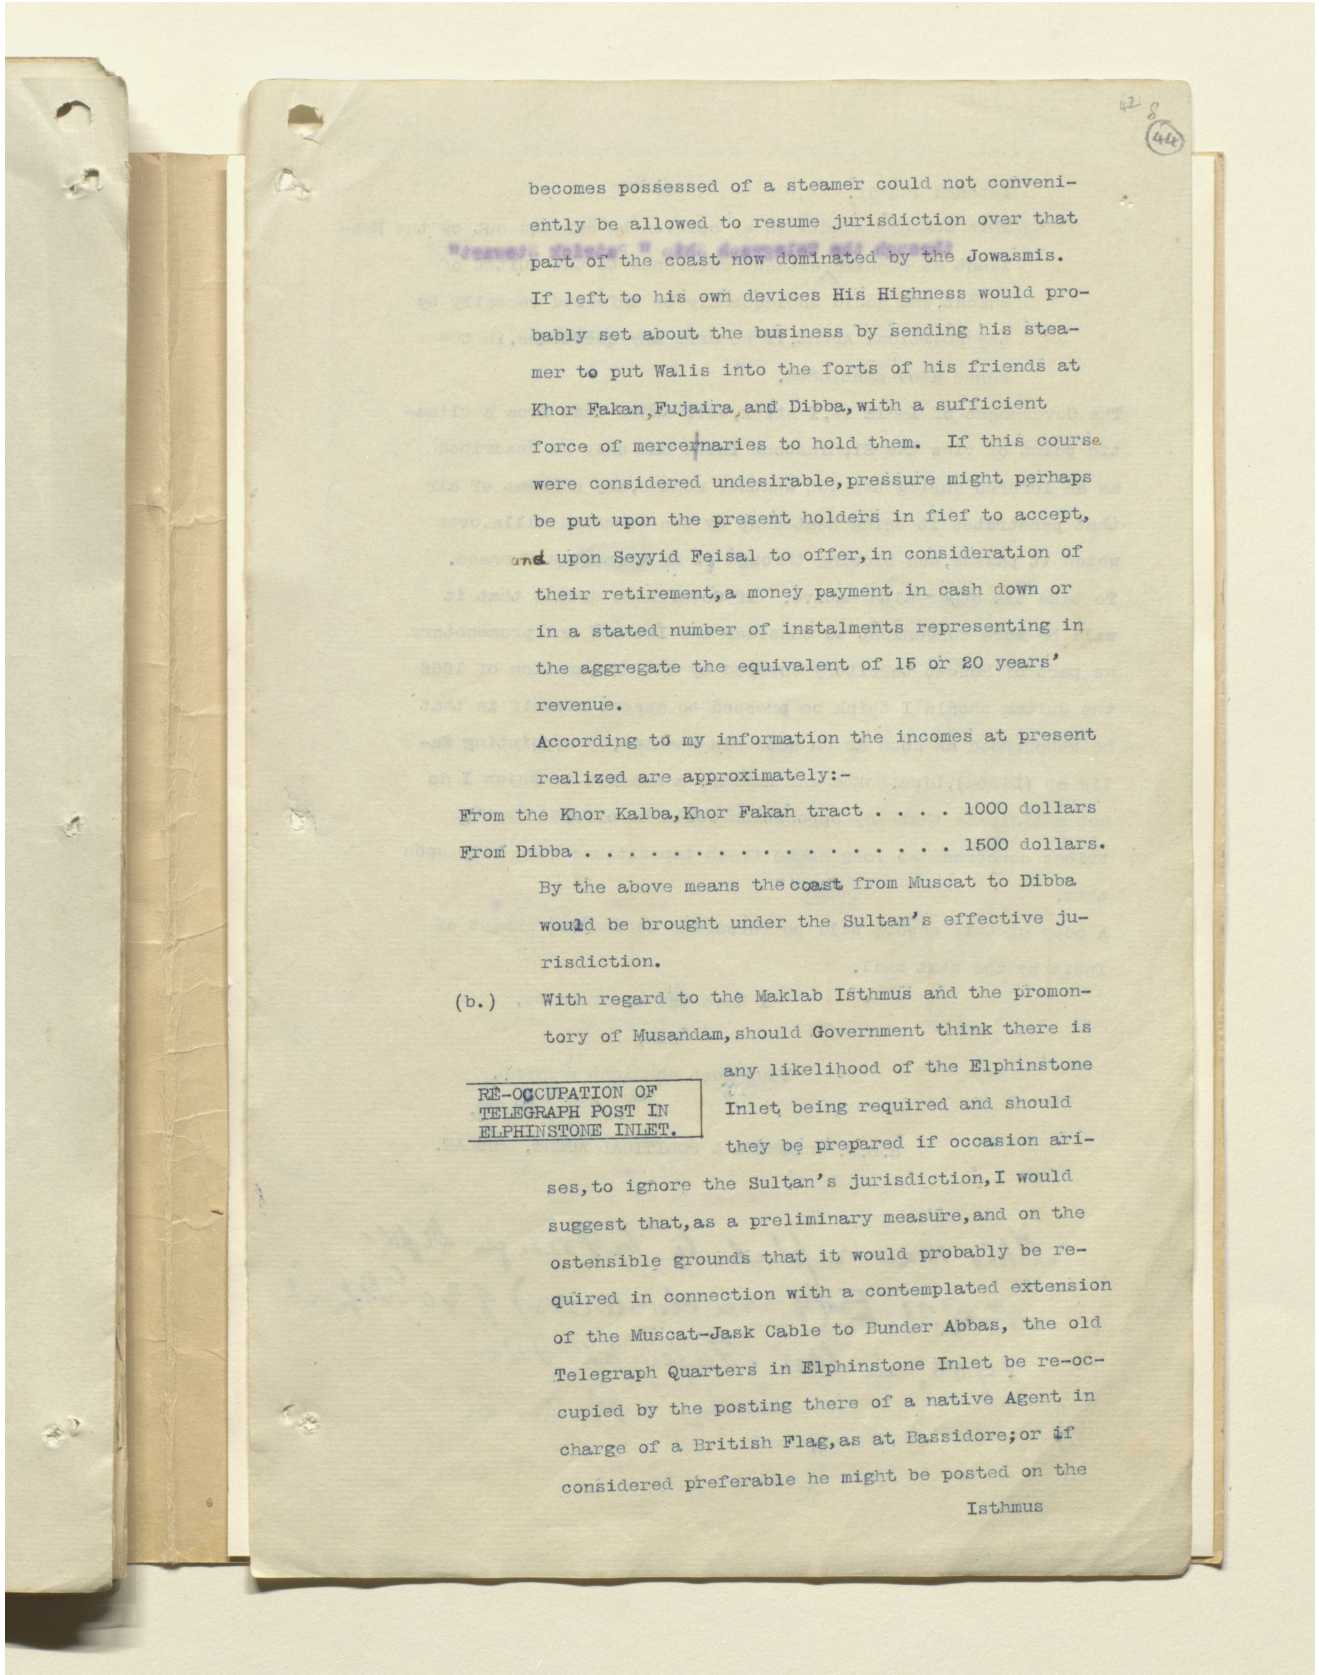 42 8
44
becomes possessed of a steamer could not conveni-
ently be allowed to resume jurisdiction over that
part of the coast now dominated by the Jowasmis.
If left to his own devices His Highness would pro-
bably set about the business by sending his stea-
mer to put Walis into the forts of his friends at
Khor Fakan,Fujaira,and Dibba,with a sufficient
force of mercernaries to hold them. If this course
were considered undesirable,pressure might perhaps
be put upon the present holders in fief to accept,
and upon Seyyid Feisal to offer,in consideration of
their retirement,a money payment in cash down or
in a stated number of instalments representing in
the aggregate the equivalent of 15 or 20 years'
revenue.
According to my information the incomes at present
realized are approximately:-
From the Khor Kalba,Khor Fakan tract . . . . 1000 dollars
From Dibba . . . . . . . . . . . . . . . . . . 1500 dollars.
By the above means the coast from Muscat to Dibba
would be brought under the Sultan's effective ju-
risdiction.
(b.) With regard to the Maklab Isthmus and the promon-
tory of Musandam,should Government think there is
any likelihood of the Elphinstone
RE-OCCUPATION OF
TELEGRAPH POST IN
ELPHINSTONE INLET.
Inlet being required and should
they be prepared if occasion ari-
ses,to ignore the Sultan's jurisdiction,I would
suggest that,as a preliminary measure,and on the
ostensible grounds that it would probably be re-
quired in connection with a contemplated extension
of the Muscat-Jask Cable to Bunder Abbas, the old
Telegraph Quarters in Elphinstone Inlet be re-oc-
cupied by the posting there of a native Agent in
charge of a British Flag,as at Bassidore;or if
considered preferable he might be posted on the
Isthmus